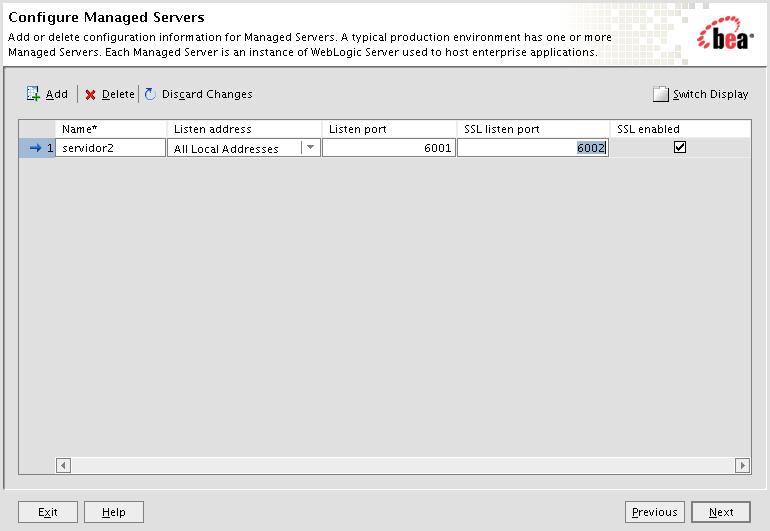 Configure Managed Servers
Add or delete configuration information for Managed Servers. A typical production environment has one or more
Managed Servers. Each Managed Server is an instance of WebLogic Server used to host enterprise applications.
bea
Add Delete Discard Changes Switch Display
Name* Listen address Listen port SSL listen port SSL enabled
1 servidor2 All Local Addresses 6001 6002
Exit Help Previous Next